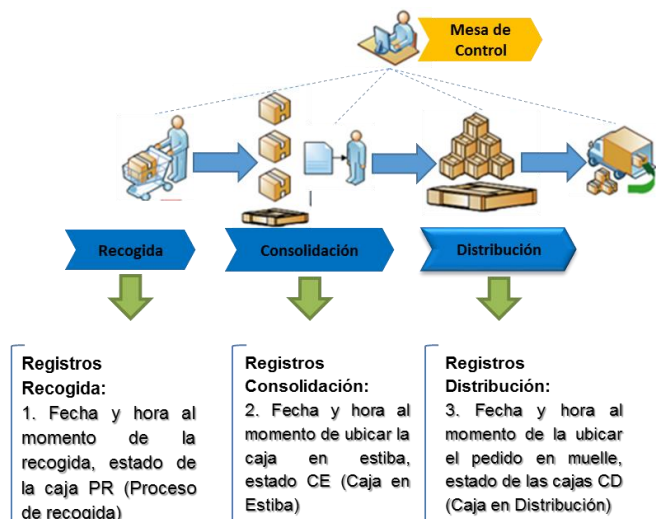 Mesa de
Control
Recogida
Consolidación
Distribución
Registros
Recogida:
1. Fecha y hora al
momento de la
recogida, estado de
la caja PR (Proceso
de recogida)
Registros
Consolidación:
2. Fecha y hora al
momento de ubicar la
caja en estiba,
estado CE (Caja en
Estiba)
Registros
Distribución:
3. Fecha y hora al
momento de la ubicar
el pedido en muelle,
estado de las cajas CD
(Caja en Distribución)